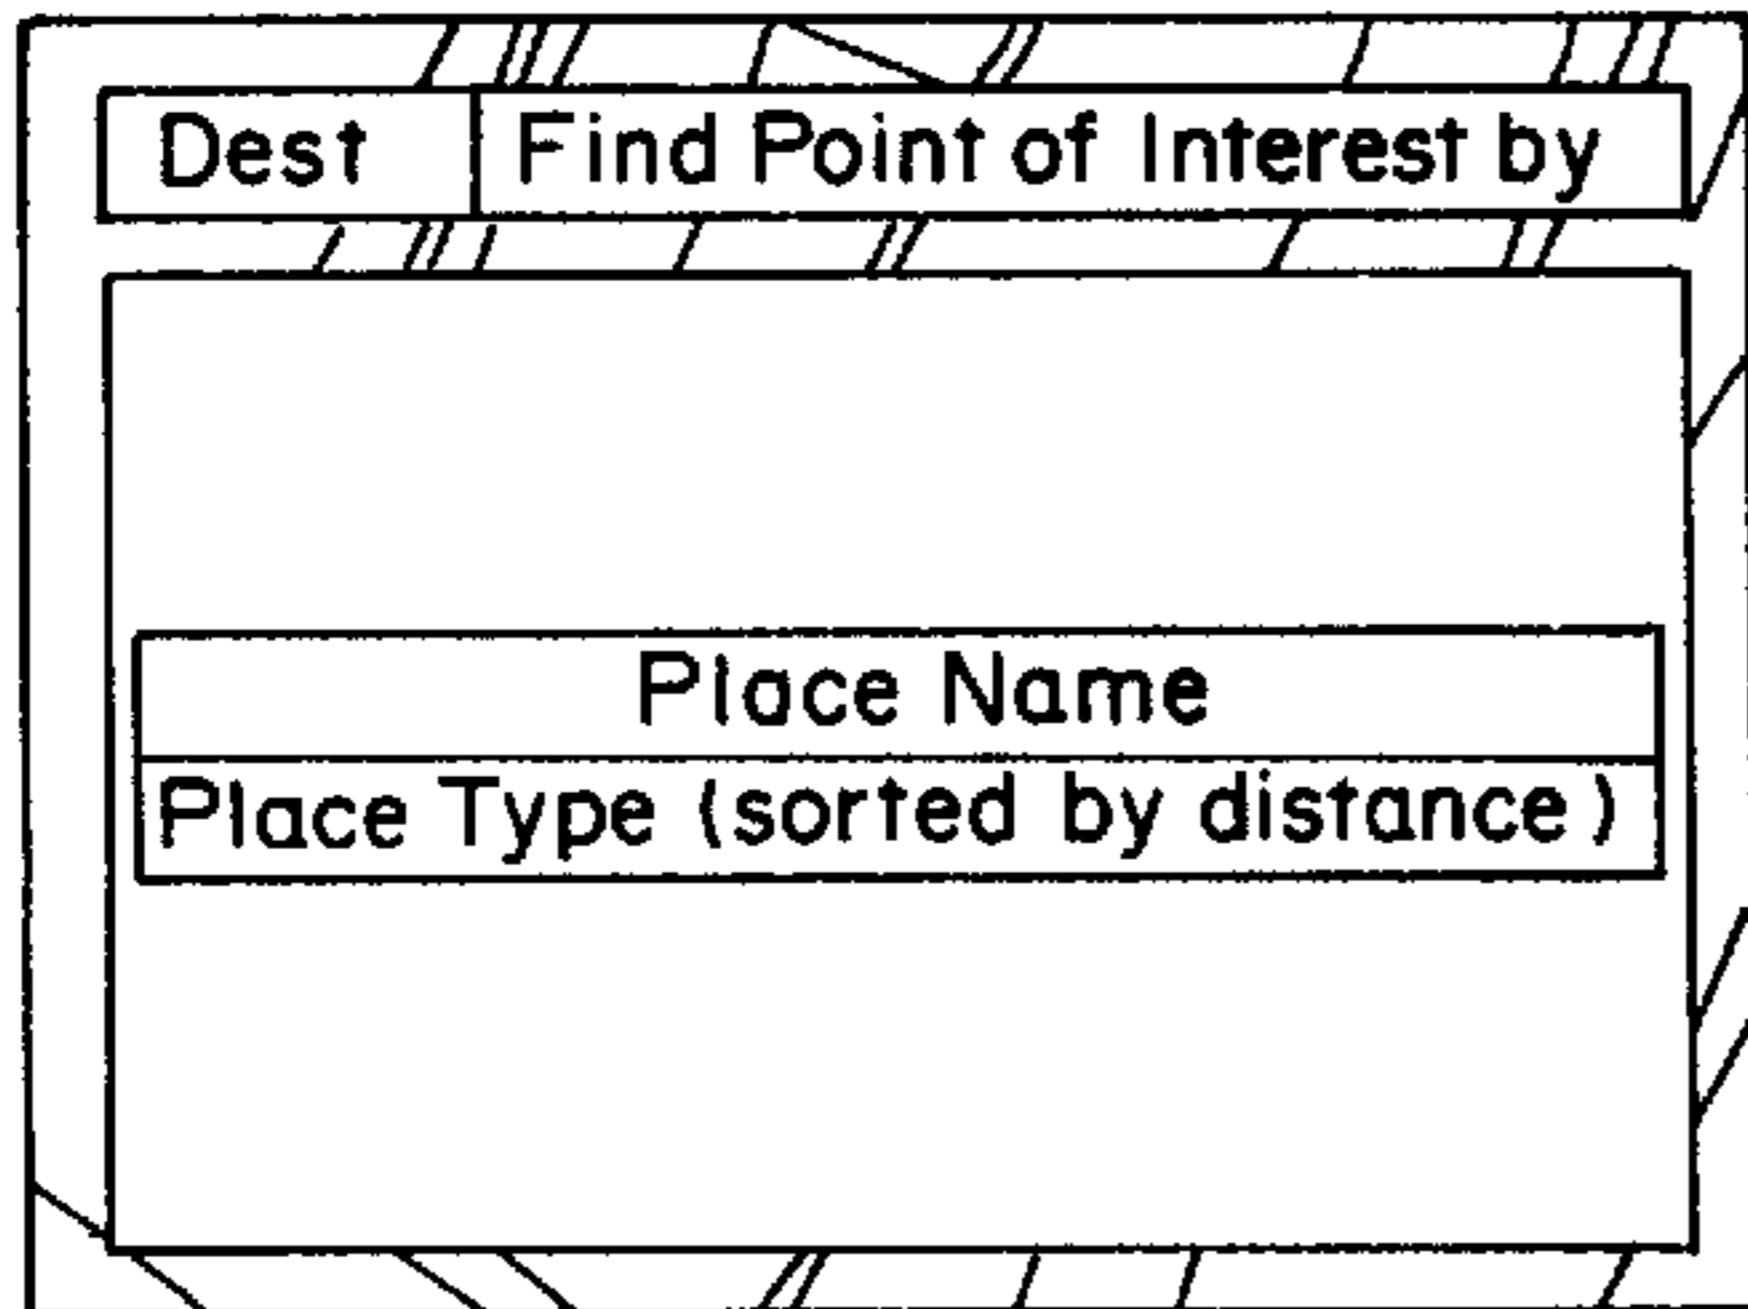 Dest Find Point of Interest by
Place Name
Place Type (sorted by distance)